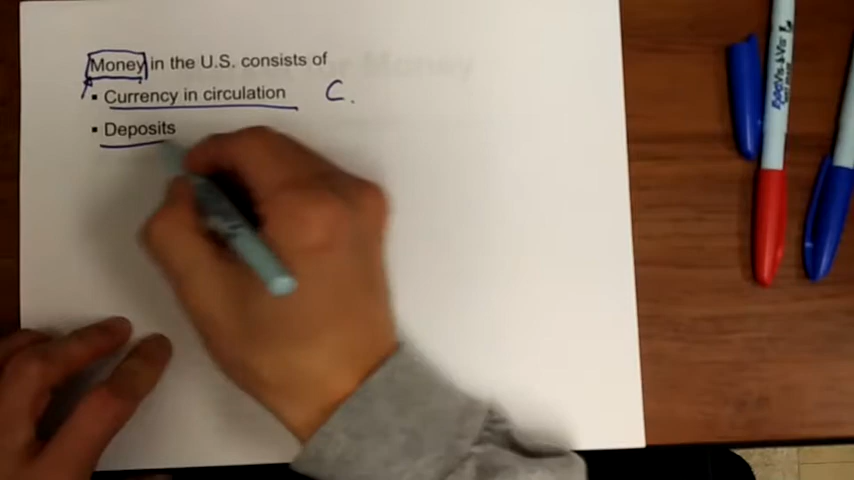 Money in the U.S. consists of
▪ Currency in circulation C.
▪ Deposits